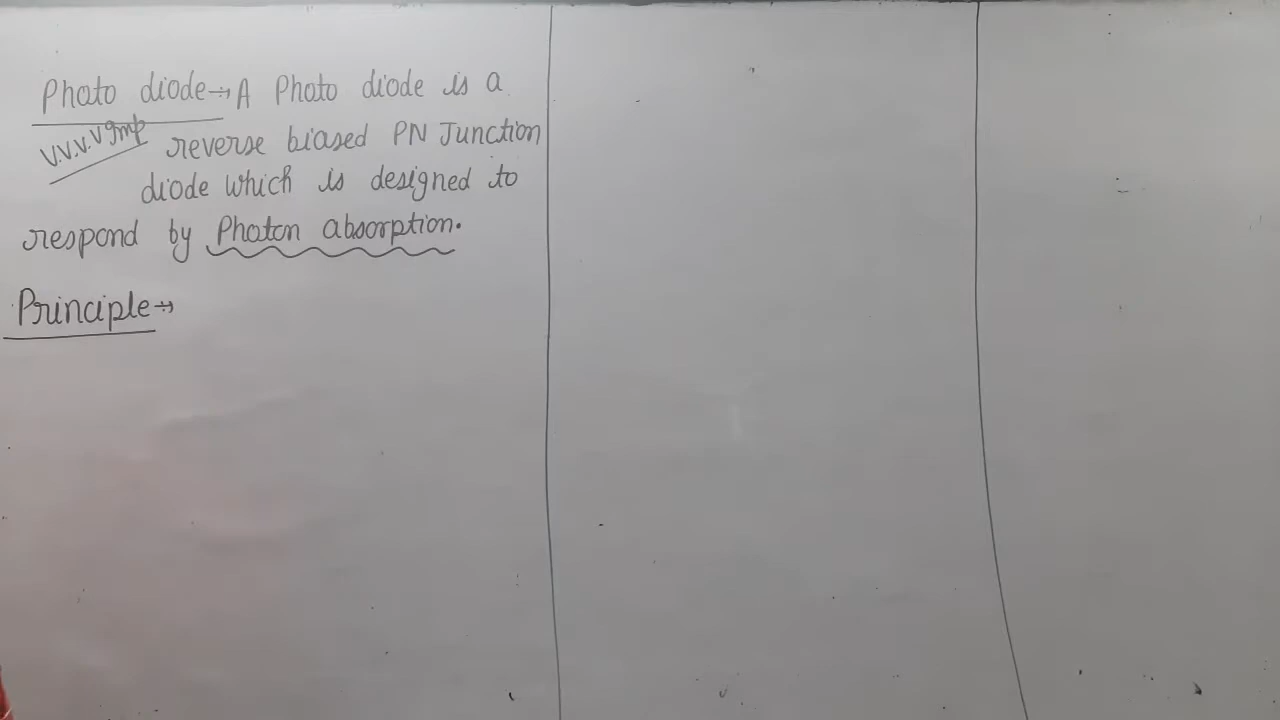 Photo diode→ A Photo diode is a
V.V.V.V Imp
reverse biased PN Junction
diode which is designed to
respond by Photon absorption.
Principle→